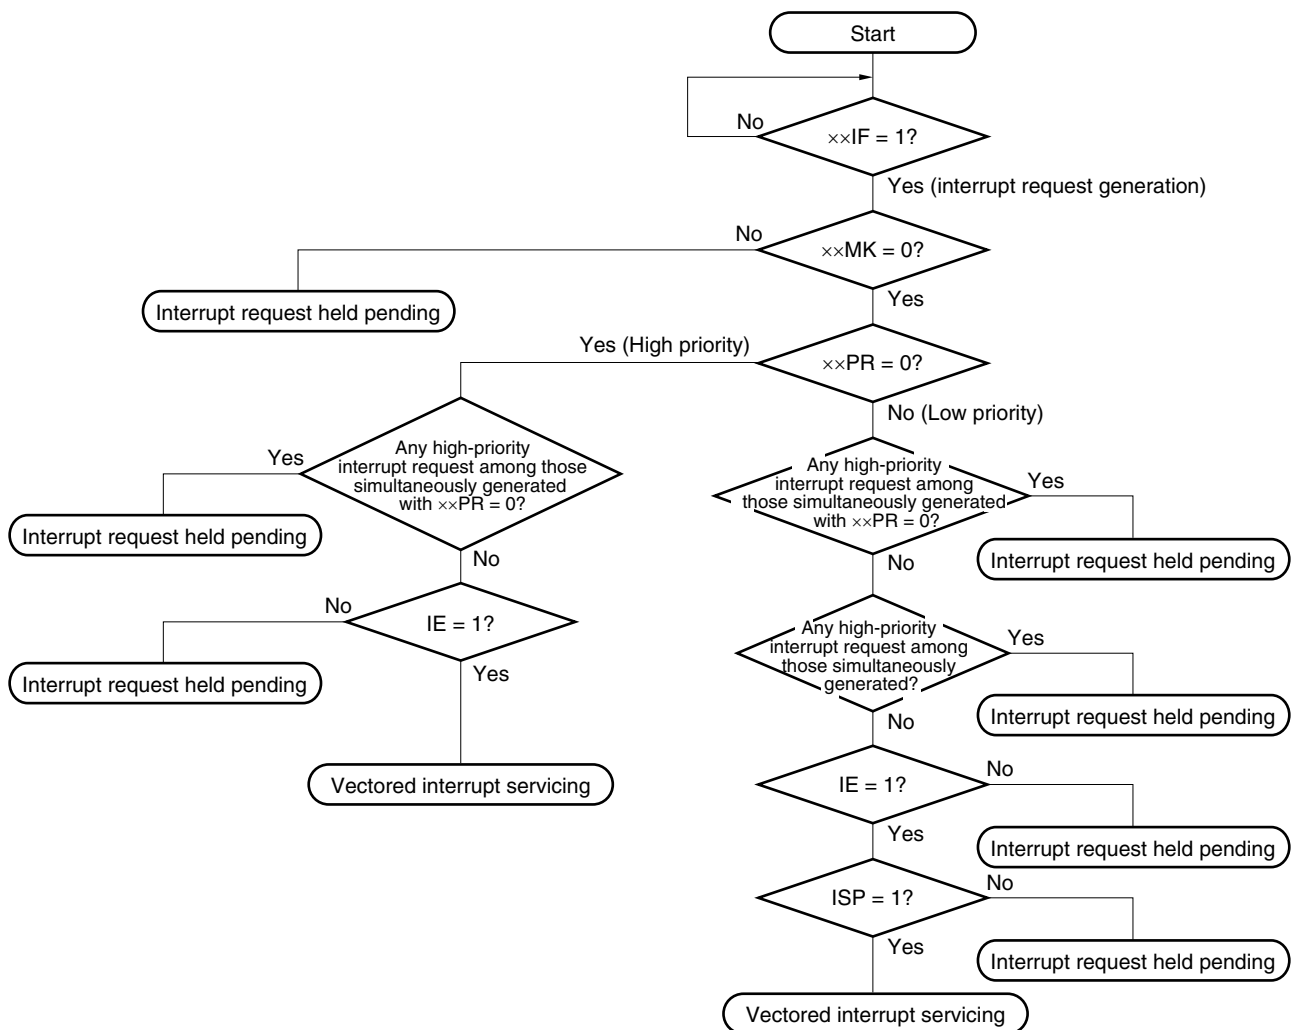 Start
No
××IF = 1?
Yes (interrupt request generation)
No
××MK = 0?
Interrupt request held pending
Yes
Yes (High priority)
××PR = 0?
No (Low priority)
Yes
Any high-priority
interrupt request among those
simultaneously generated
with ××PR = 0?
Any high-priority
interrupt request among
those simultaneously generated
with ××PR = 0?
Yes
Interrupt request held pending
No
Interrupt request held pending
No
No
IE = 1?
Any high-priority
interrupt request among
those simultaneously
generated?
Yes
Interrupt request held pending
Yes
Interrupt request held pending
No
Vectored interrupt servicing
IE = 1?
No
Yes
Interrupt request held pending
ISP = 1?
No
Yes
Interrupt request held pending
Vectored interrupt servicing